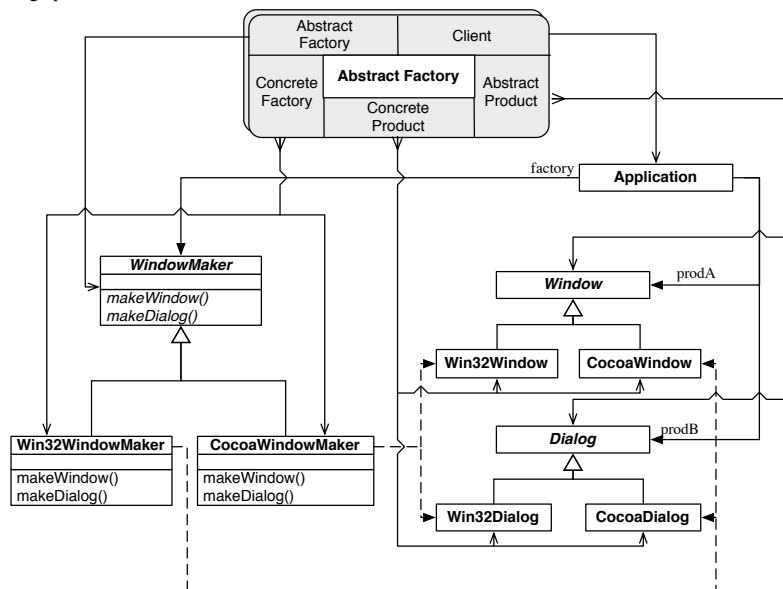 Abstract
Factory
Client
Concrete
Factory
Abstract Factory
Abstract
Product
Concrete
Product
factory
Application
WindowMaker
makeWindow()
makeDialog()
Window
prodA
Win32Window
CocoaWindow
Win32WindowMaker
makeWindow()
makeDialog()
CocoaWindowMaker
makeWindow()
makeDialog()
Dialog
prodB
Win32Dialog
CocoaDialog